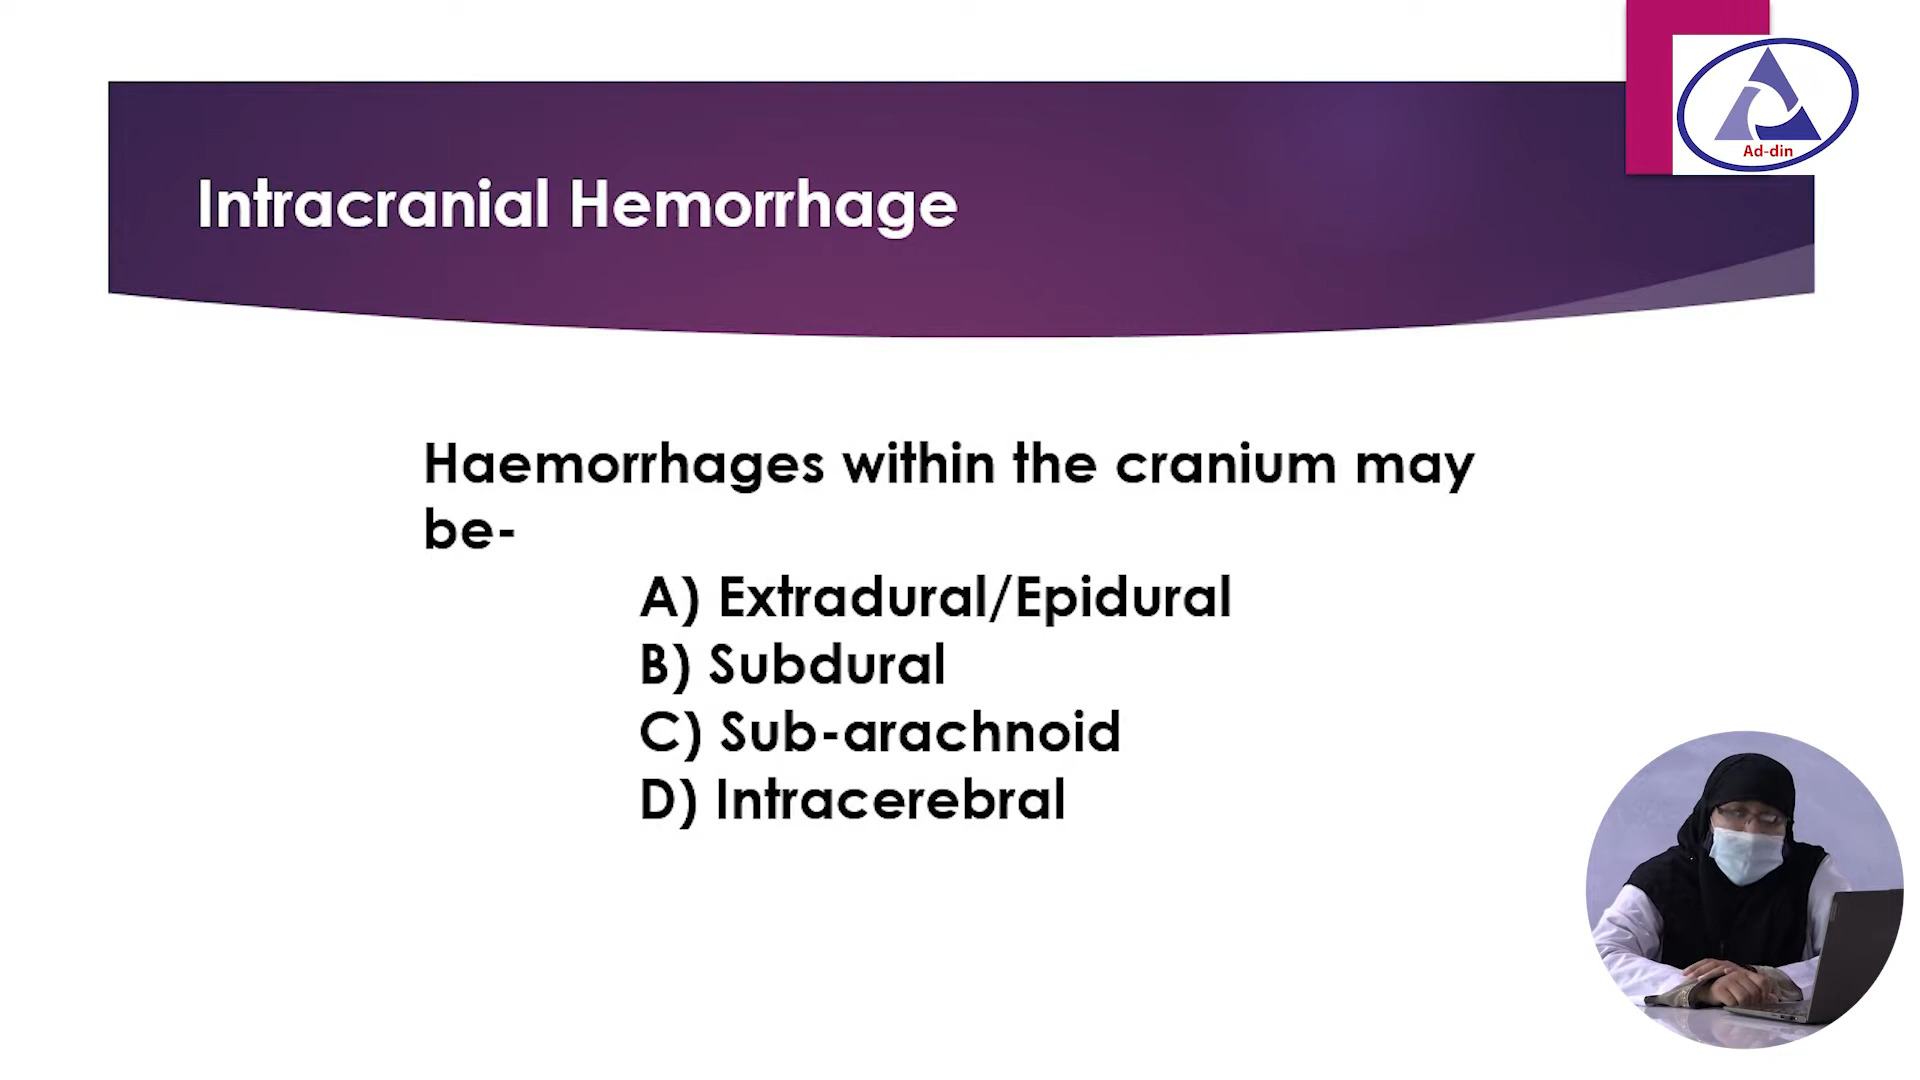 Ad-din
Intracranial Hemorrhage
Haemorrhages within the cranium may
be-
A) Extradural/Epidural
B) Subdural
C) Sub-arachnoid
D) Intracerebral